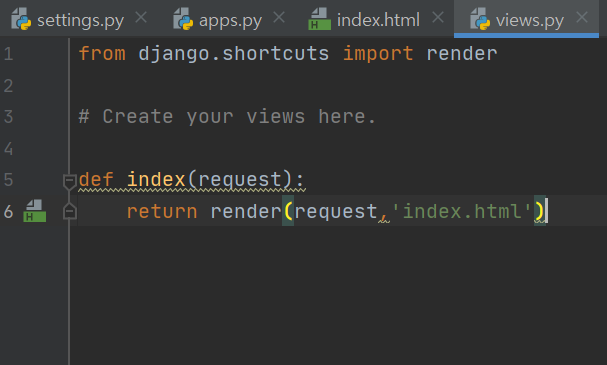 settings.py apps.py index.html views.py
1 from django.shortcuts import render
2
3 # Create your views here.
4
5 def index(request):
6 return render(request,'index.html')